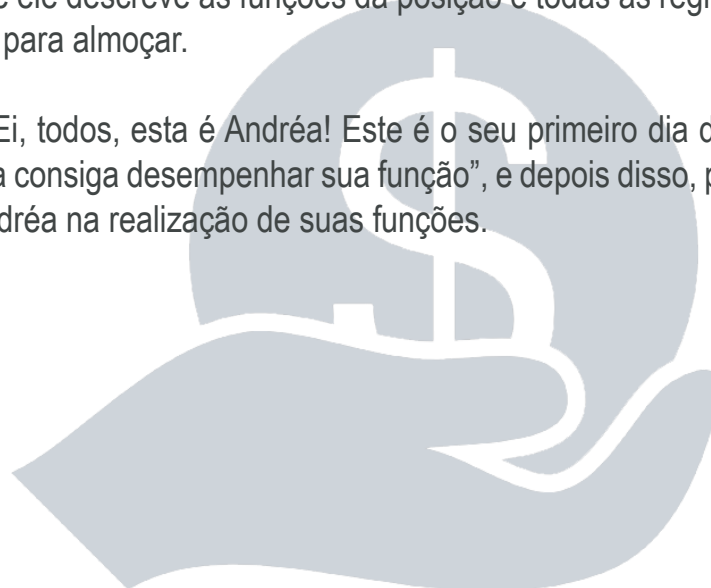 ele descreve as funções da posição e todas as
para almoçar.
Ei, todos, esta é Andréa! Este é o seu primeiro dia
consiga desempenhar sua função”, e depois disso,
na realização de suas funções.